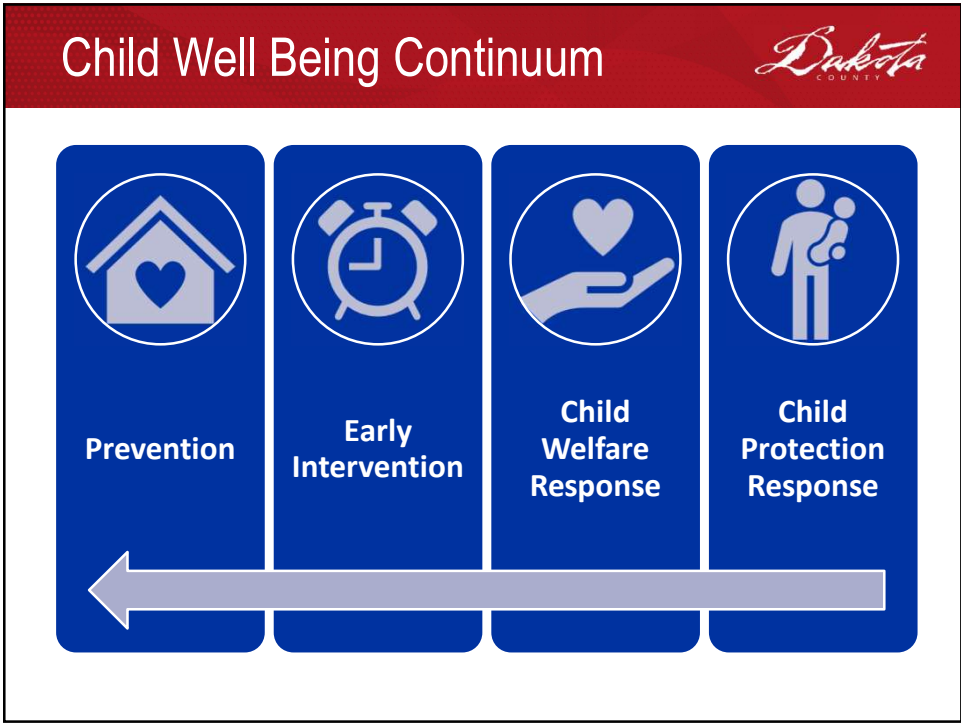 Child Well Being Continuum
Dakota
COUNTY
Prevention
Early
Intervention
Child
Welfare
Response
Child
Protection
Response